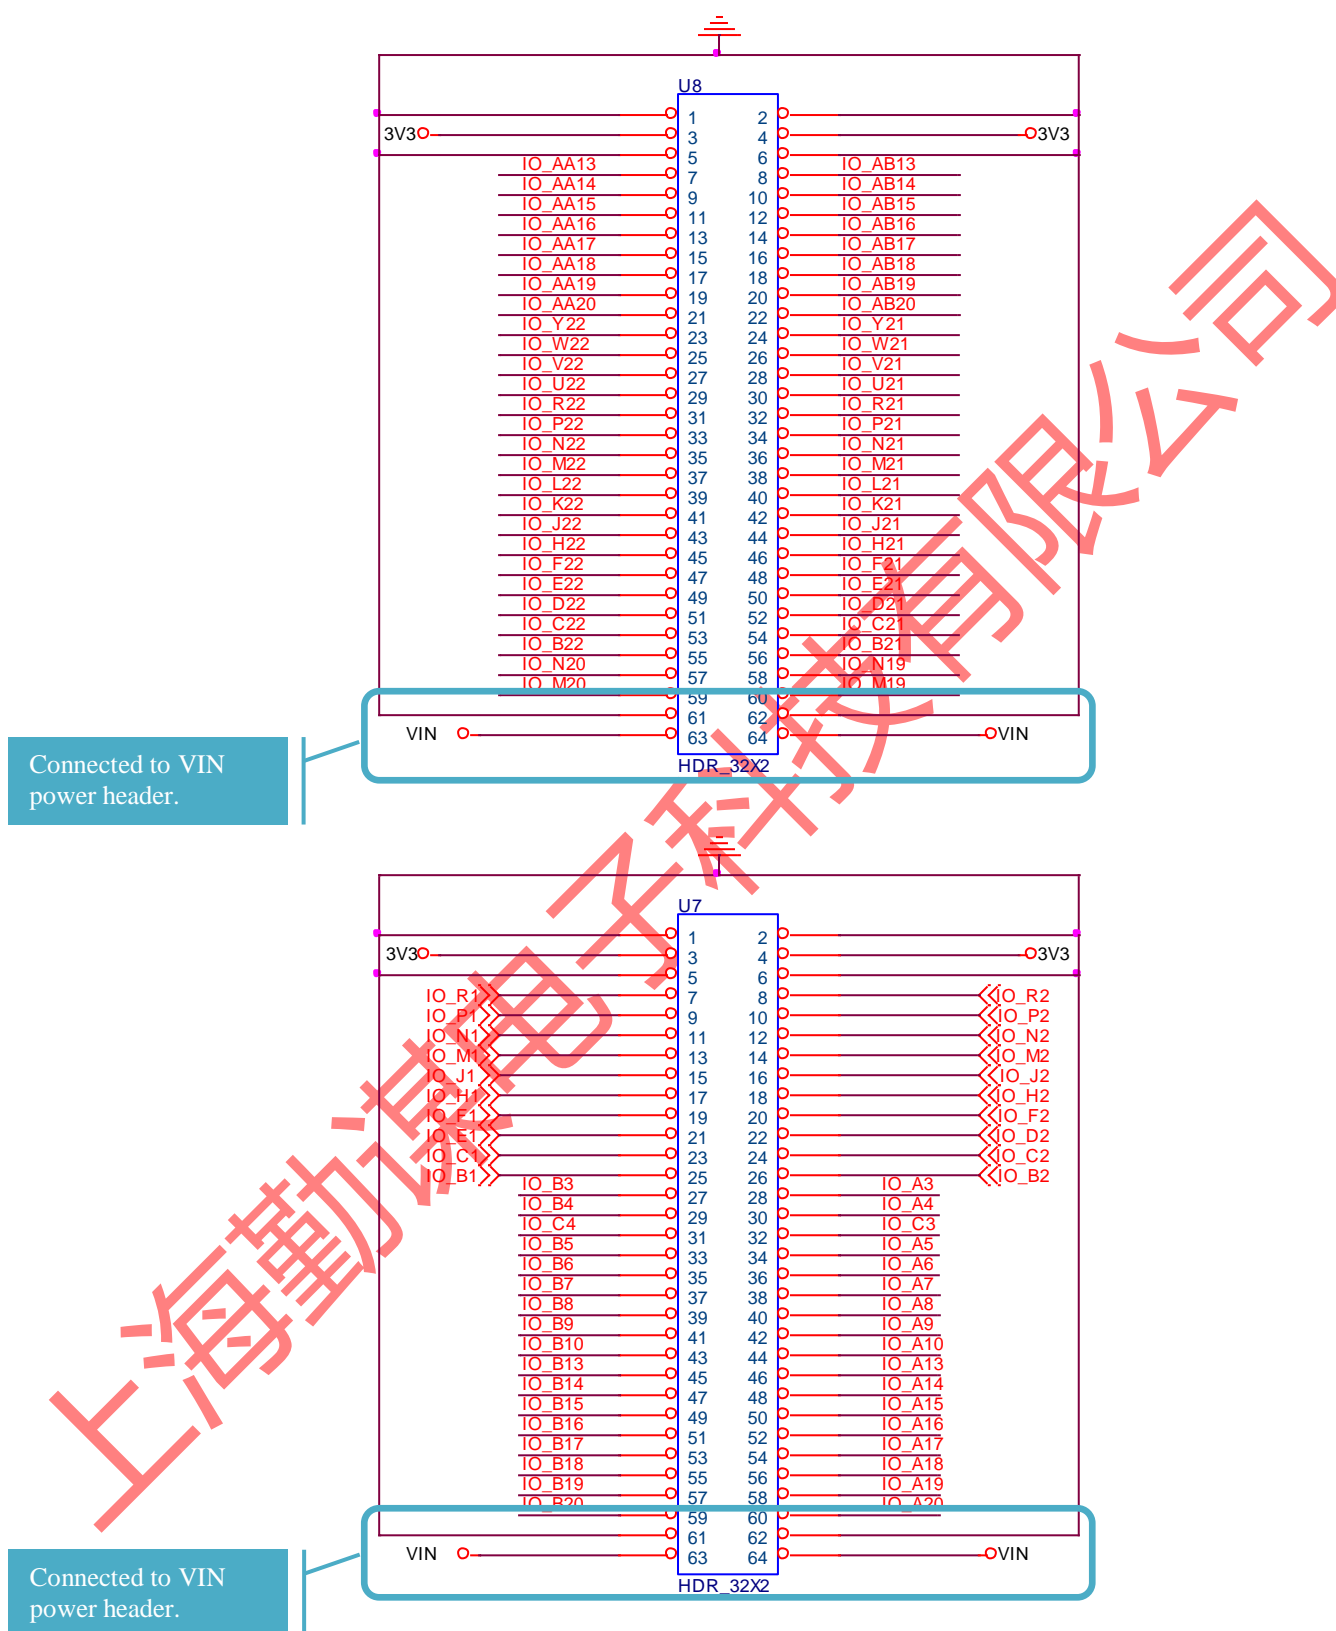 U8
1 2
3V3 3 4 3V3
5 6
IO_AA13 7 8 IO_AB13
IO_AA14 9 10 IO_AB14
IO_AA15 11 12 IO_AB15
IO_AA16 13 14 IO_AB16
IO_AA17 15 16 IO_AB17
IO_AA18 17 18 IO_AB18
IO_AA19 19 20 IO_AB19
IO_AA20 21 22 IO_AB20
IO_Y22 23 24 IO_Y21
IO_W22 25 26 IO_W21
IO_V22 27 28 IO_V21
IO_U22 29 30 IO_U21
IO_R22 31 32 IO_R21
IO_P22 33 34 IO_P21
IO_N22 35 36 IO_N21
IO_M22 37 38 IO_M21
IO_L22 39 40 IO_L21
IO_K22 41 42 IO_K21
IO_J22 43 44 IO_J21
IO_H22 45 46 IO_H21
IO_F22 47 48 IO_F21
IO_E22 49 50 IO_E21
IO_D22 51 52 IO_D21
IO_C22 53 54 IO_C21
IO_B22 55 56 IO_B21
IO_N20 57 58 IO_N19
IO_M20 59 60 IO_M19
61 62
VIN 63 64 VIN
HDR_32X2
Connected to VIN
power header.
U7
1 2
3V3 3 4 3V3
5 6
IO_R1 7 8 IO_R2
IO_P1 9 10 IO_P2
IO_N1 11 12 IO_N2
IO_M1 13 14 IO_M2
IO_J1 15 16 IO_J2
IO_H1 17 18 IO_H2
IO_F1 19 20 IO_F2
IO_E1 21 22 IO_D2
IO_C1 23 24 IO_C2
IO_B1 25 26 IO_B2
IO_B3 27 28 IO_A3
IO_B4 29 30 IO_A4
IO_C4 31 32 IO_C3
IO_B5 33 34 IO_A5
IO_B6 35 36 IO_A6
IO_B7 37 38 IO_A7
IO_B8 39 40 IO_A8
IO_B9 41 42 IO_A9
IO_B10 43 44 IO_A10
IO_B13 45 46 IO_A13
IO_B14 47 48 IO_A14
IO_B15 49 50 IO_A15
IO_B16 51 52 IO_A16
IO_B17 53 54 IO_A17
IO_B18 55 56 IO_A18
IO_B19 57 58 IO_A19
IO_B20 59 60 IO_A20
61 62
VIN 63 64 VIN
HDR_32X2
Connected to VIN
power header.
上海勤谋电子科技有限公司